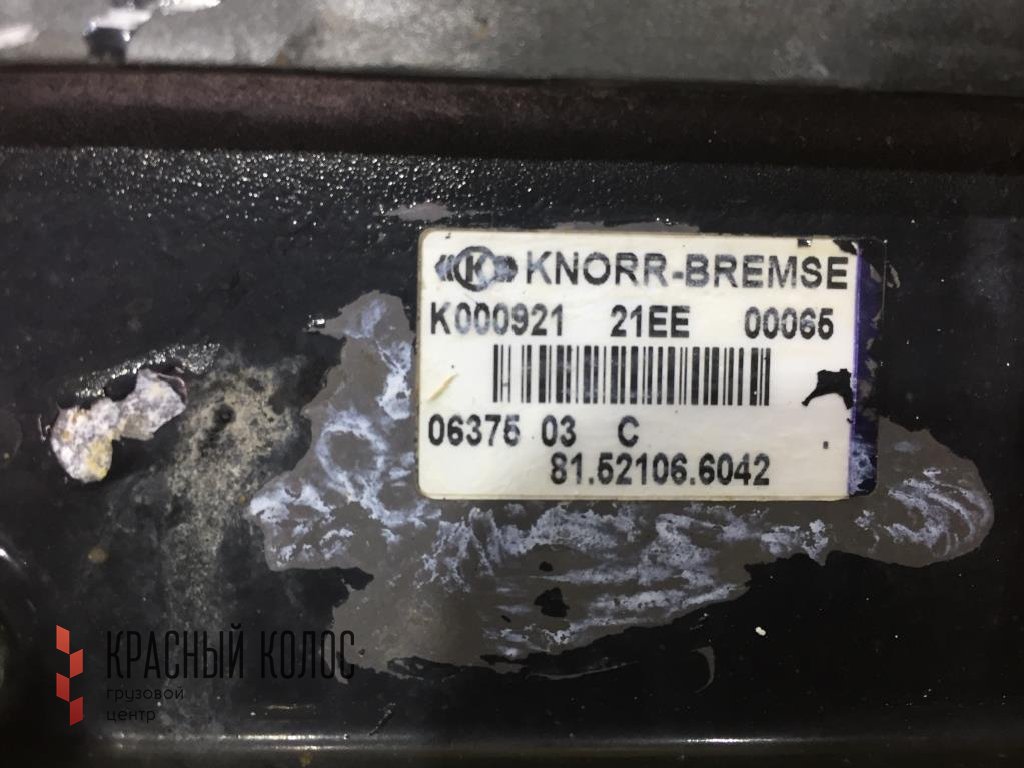 KNORR-BREMSE
K000921 21EE 00065
06375 03 C
81.52106.6042
КРАСНЫЙ КОЛОС
грузовой
центр